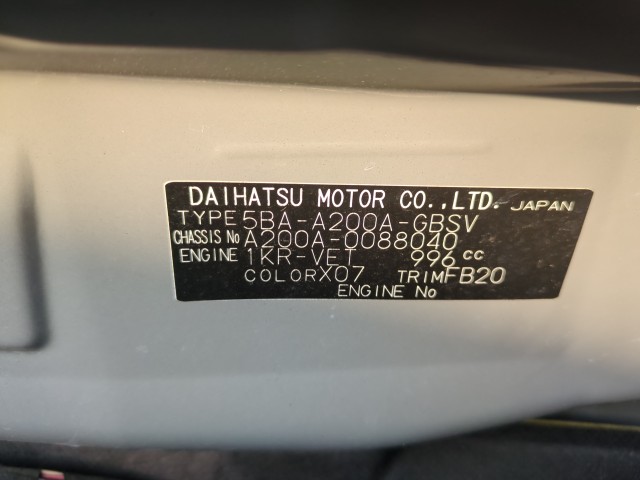 DAIHATSU MOTOR CO.,LTD. JAPAN
TYPE 5BA-A200A-GBSV
CHASSIS No A200A-0088040
ENGINE 1KR-VET 996 cc
COLOR X07 TRIM FB20
ENGINE No